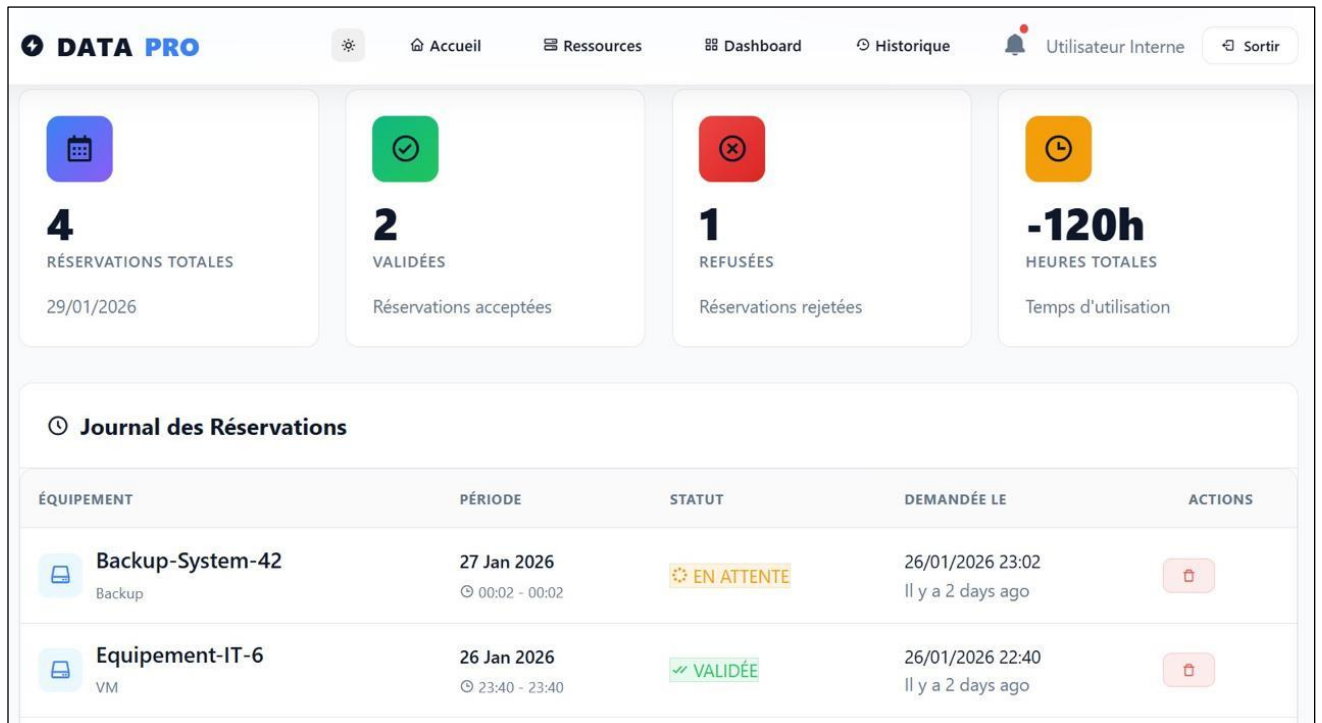 DATA PRO
Accueil
Ressources
Dashboard
Historique
Utilisateur Interne
Sortir
4
RÉSERVATIONS TOTALES
29/01/2026
2
VALIDÉES
Réservations acceptées
1
REFUSÉES
Réservations rejetées
-120h
HEURES TOTALES
Temps d'utilisation
Journal des Réservations
ÉQUIPEMENT PÉRIODE STATUT DEMANDÉE LE ACTIONS
Backup-System-42
Backup
27 Jan 2026
00:02 - 00:02
EN ATTENTE
26/01/2026 23:02
Il y a 2 days ago
Equipement-IT-6
VM
26 Jan 2026
23:40 - 23:40
VALIDÉE
26/01/2026 22:40
Il y a 2 days ago